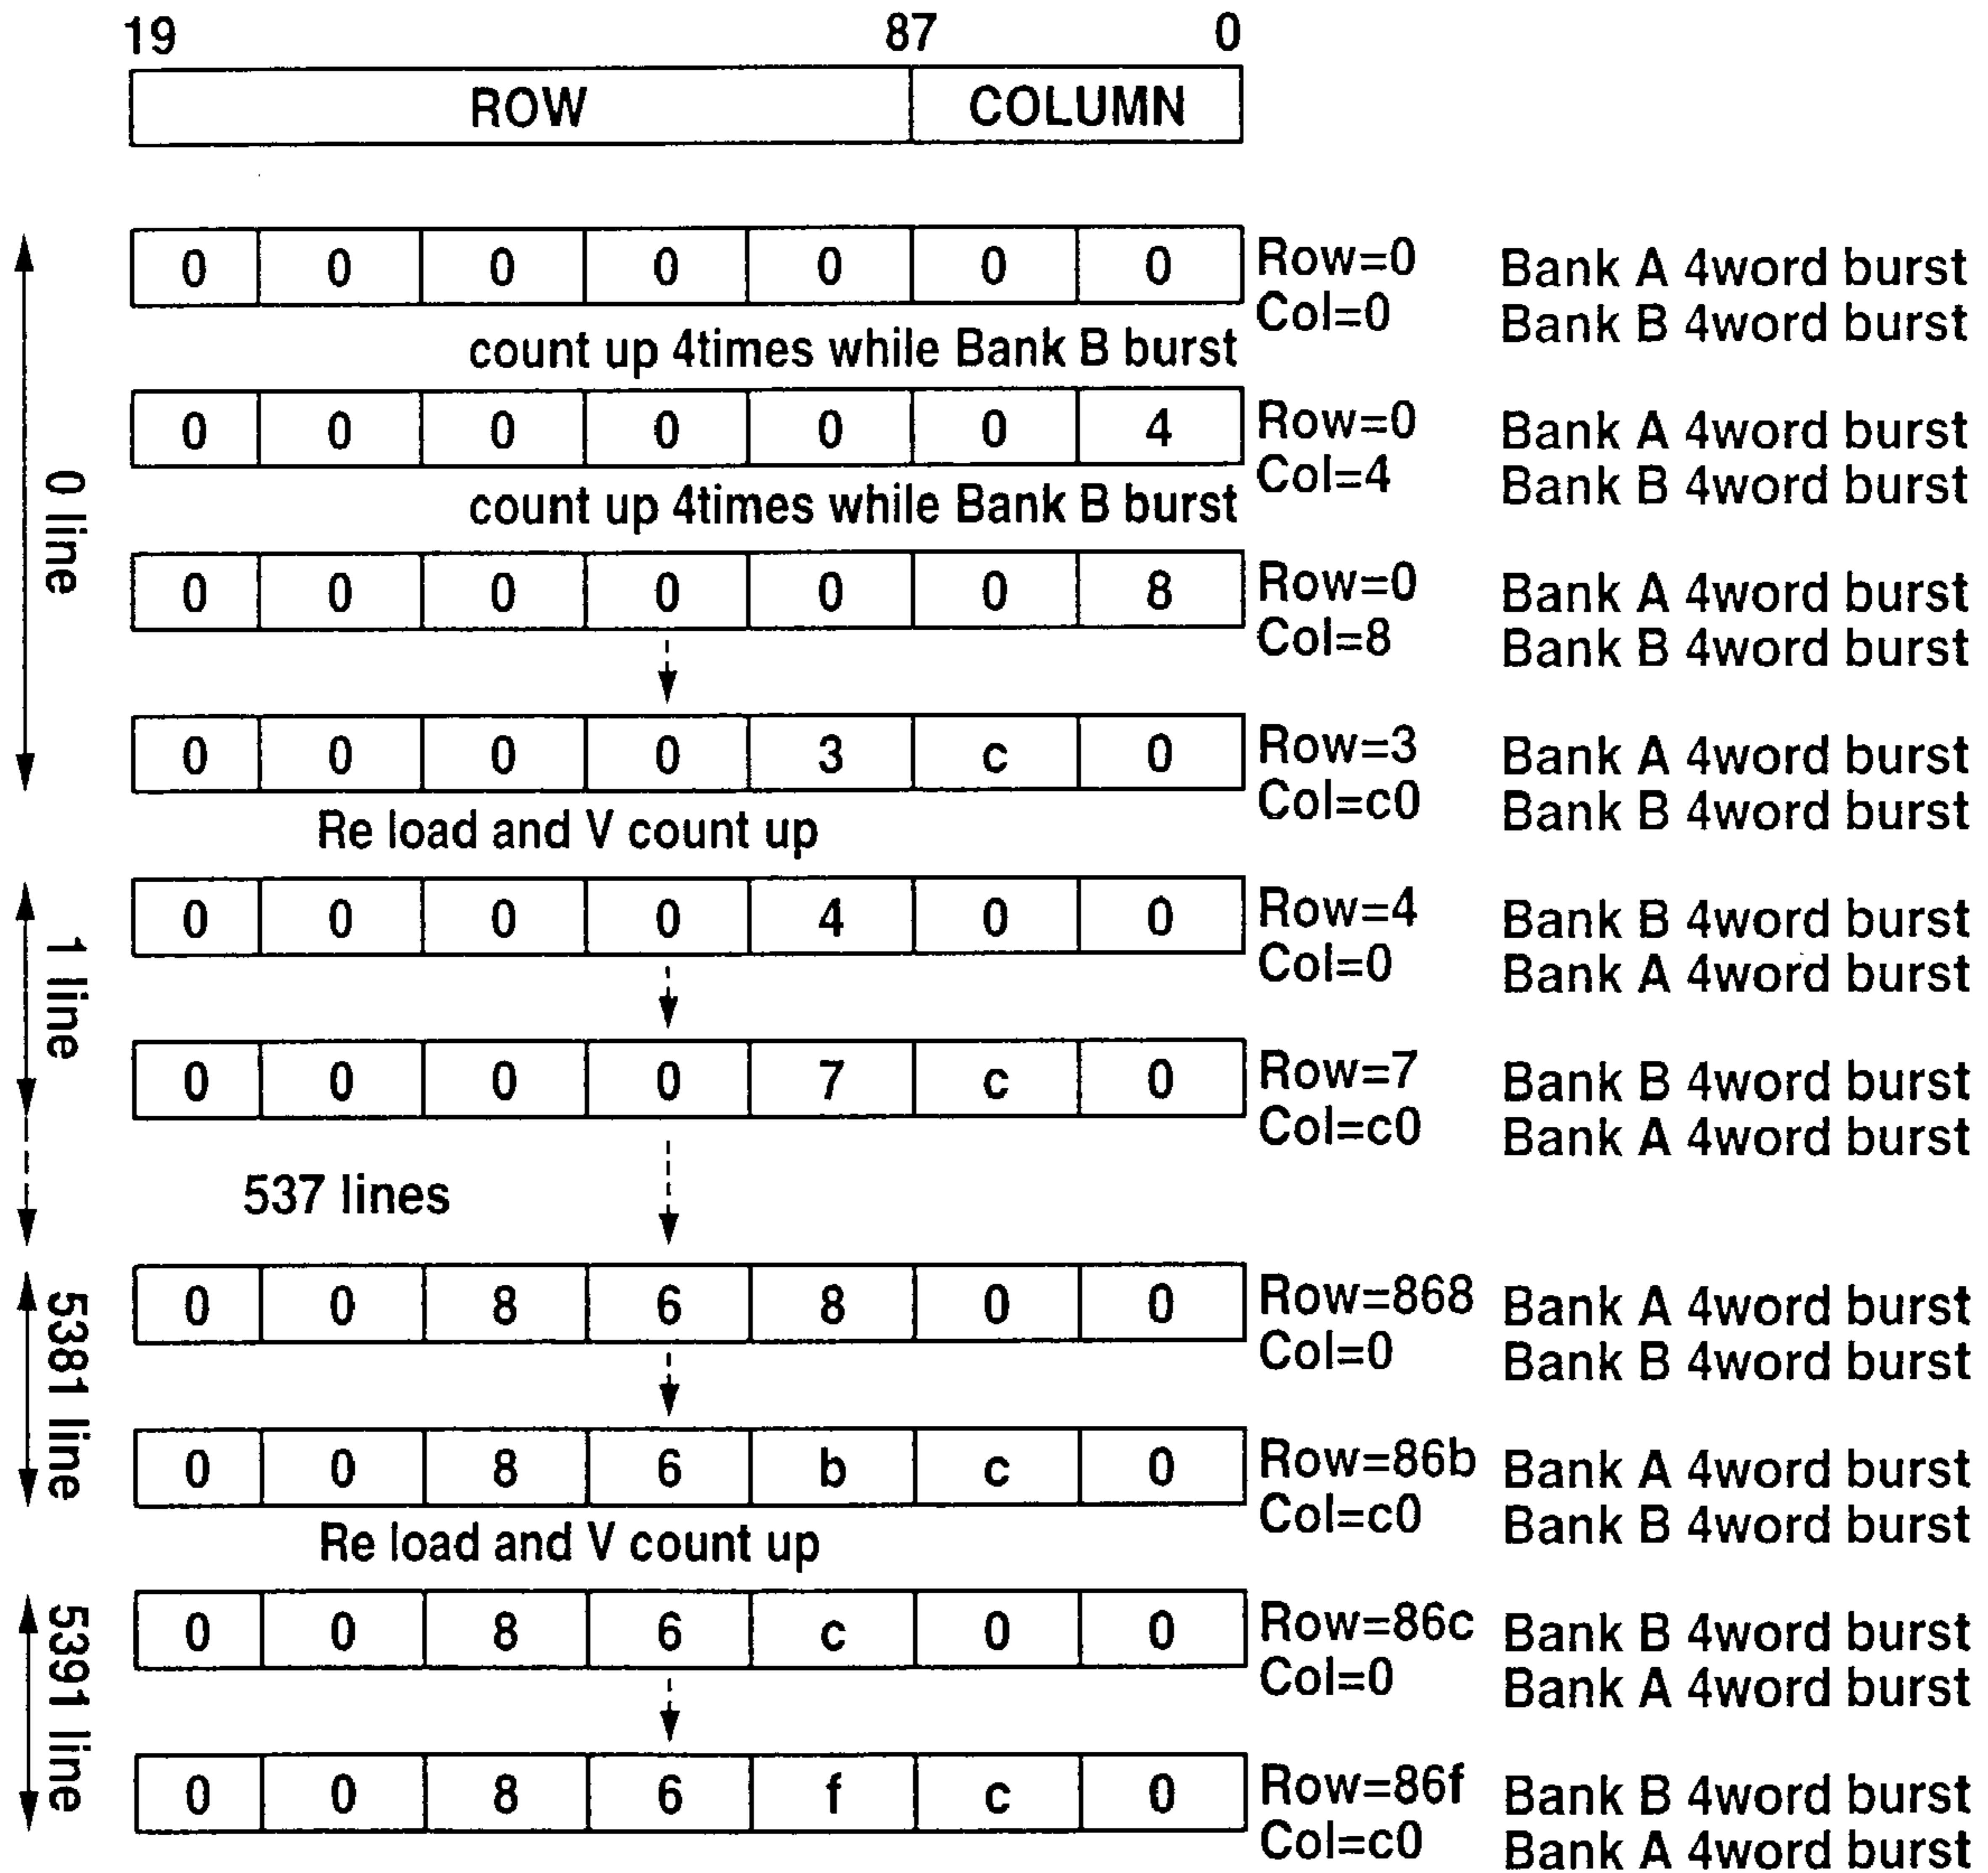 19 87 0
ROW COLUMN
0 0 0 0 0 0 0 Row=0 Bank A 4word burst
Col=0 Bank B 4word burst
count up 4times while Bank B burst
0 0 0 0 0 0 4 Row=0 Bank A 4word burst
Col=4 Bank B 4word burst
count up 4times while Bank B burst
0 0 0 0 0 0 8 Row=0 Bank A 4word burst
Col=8 Bank B 4word burst
0 line
0 0 0 0 3 c 0 Row=3 Bank A 4word burst
Col=c0 Bank B 4word burst
Re load and V count up
0 0 0 0 4 0 0 Row=4 Bank B 4word burst
Col=0 Bank A 4word burst
1 line
0 0 0 0 7 c 0 Row=7 Bank B 4word burst
Col=c0 Bank A 4word burst
537 lines
0 0 8 6 8 0 0 Row=868 Bank A 4word burst
Col=0 Bank B 4word burst
5381 line
0 0 8 6 b c 0 Row=86b Bank A 4word burst
Col=c0 Bank B 4word burst
Re load and V count up
0 0 8 6 c 0 0 Row=86c Bank B 4word burst
Col=0 Bank A 4word burst
5391 line
0 0 8 6 f c 0 Row=86f Bank B 4word burst
Col=c0 Bank A 4word burst